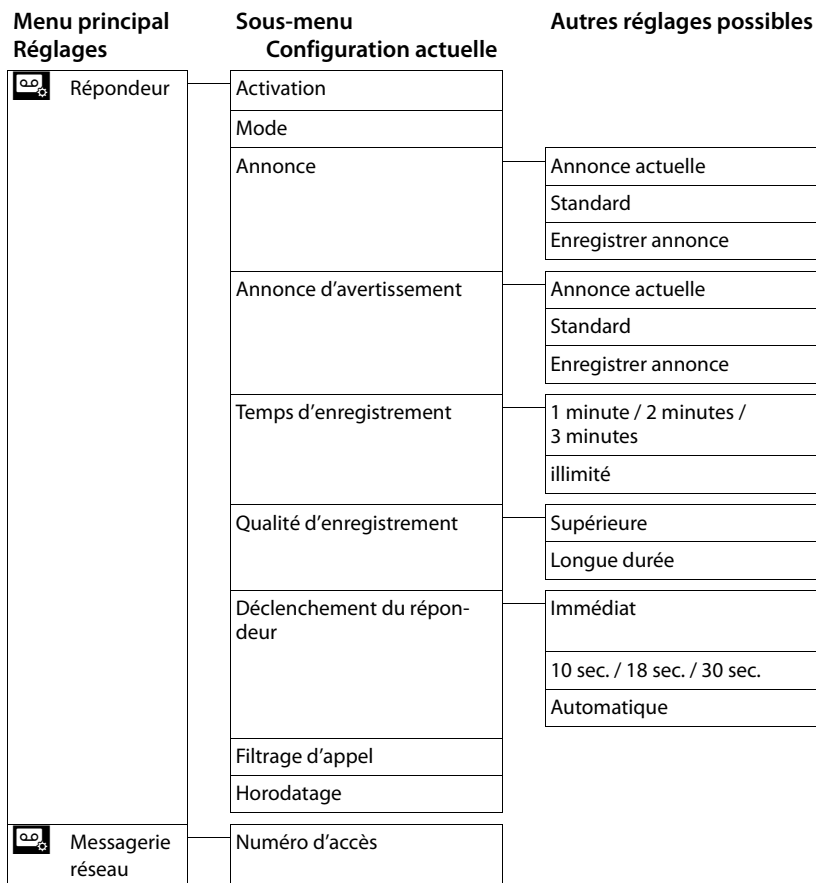 Menu principal
Réglages
Sous-menu
Configuration actuelle
Autres réglages possibles
Répondeur
Activation
Mode
Annonce
Annonce actuelle
Standard
Enregistrer annonce
Annonce d’avertissement
Annonce actuelle
Standard
Enregistrer annonce
Temps d’enregistrement
1 minute / 2 minutes /
3 minutes
illimité
Qualité d’enregistrement
Supérieure
Longue durée
Déclenchement du répon-
deur
Immédiat
10 sec. / 18 sec. / 30 sec.
Automatique
Filtrage d’appel
Horodatage
Messagerie
réseau
Numéro d’accès